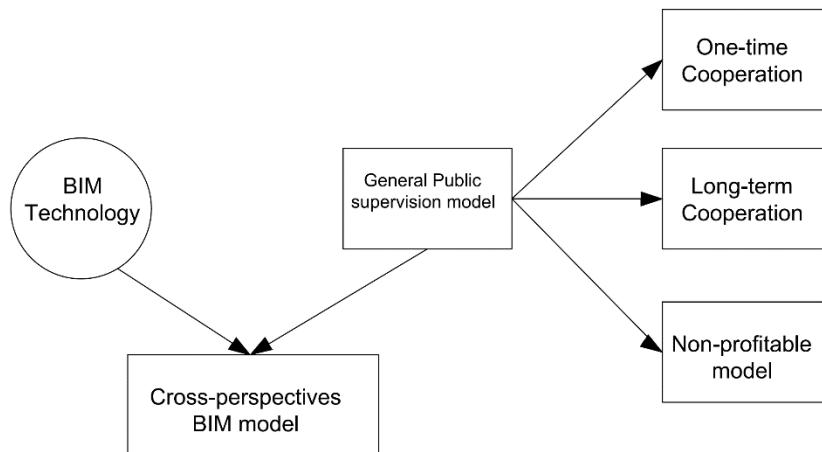 One-time
Cooperation
BIM
Technology
General Public
supervision model
Long-term
Cooperation
Non-profitable
model
Cross-perspectives
BIM model